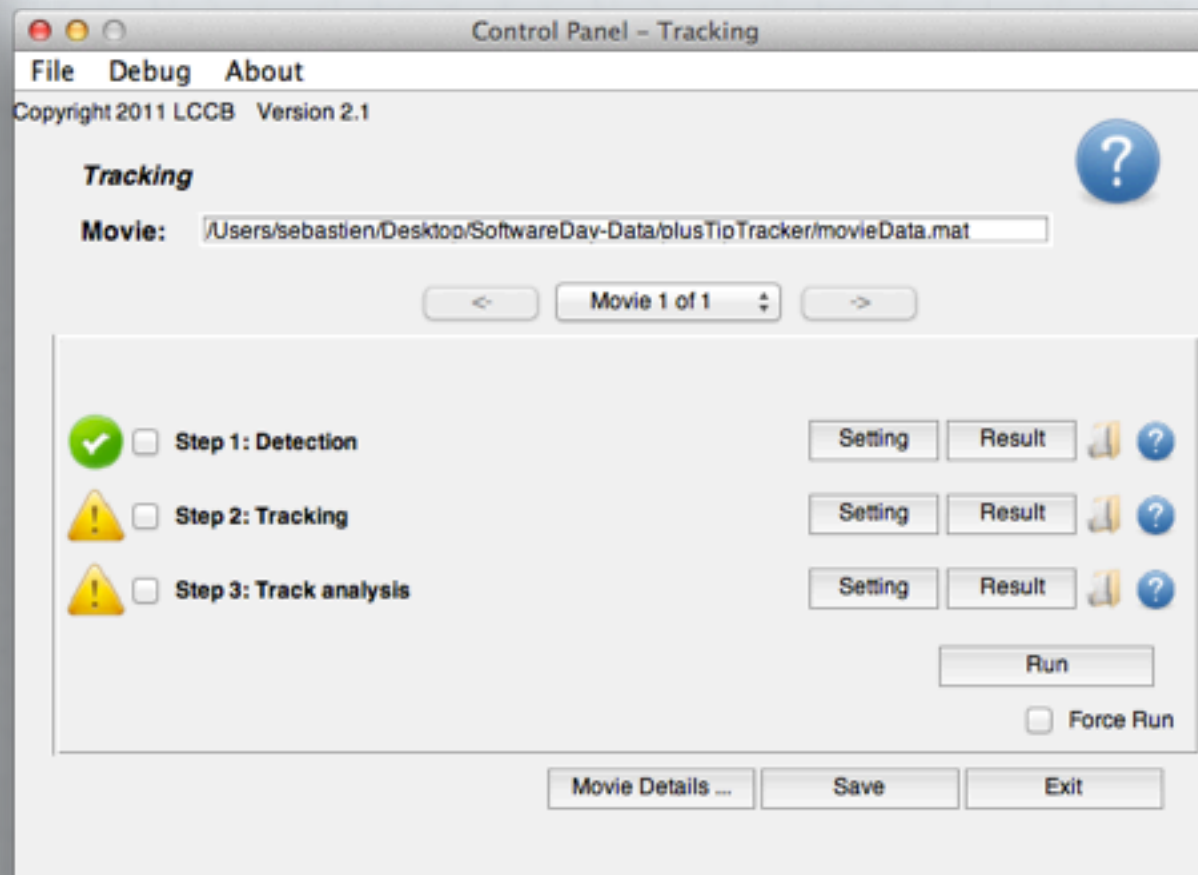 Control Panel – Tracking
File Debug About
Copyright 2011 LCCB Version 2.1
?
Tracking
Movie: /Users/sebastien/Desktop/SoftwareDay-Data/plusTipTracker/movieData.mat
<- Movie 1 of 1 ->
Step 1: Detection Setting Result ?
! Step 2: Tracking Setting Result ?
! Step 3: Track analysis Setting Result ?
Run
Force Run
Movie Details ... Save Exit